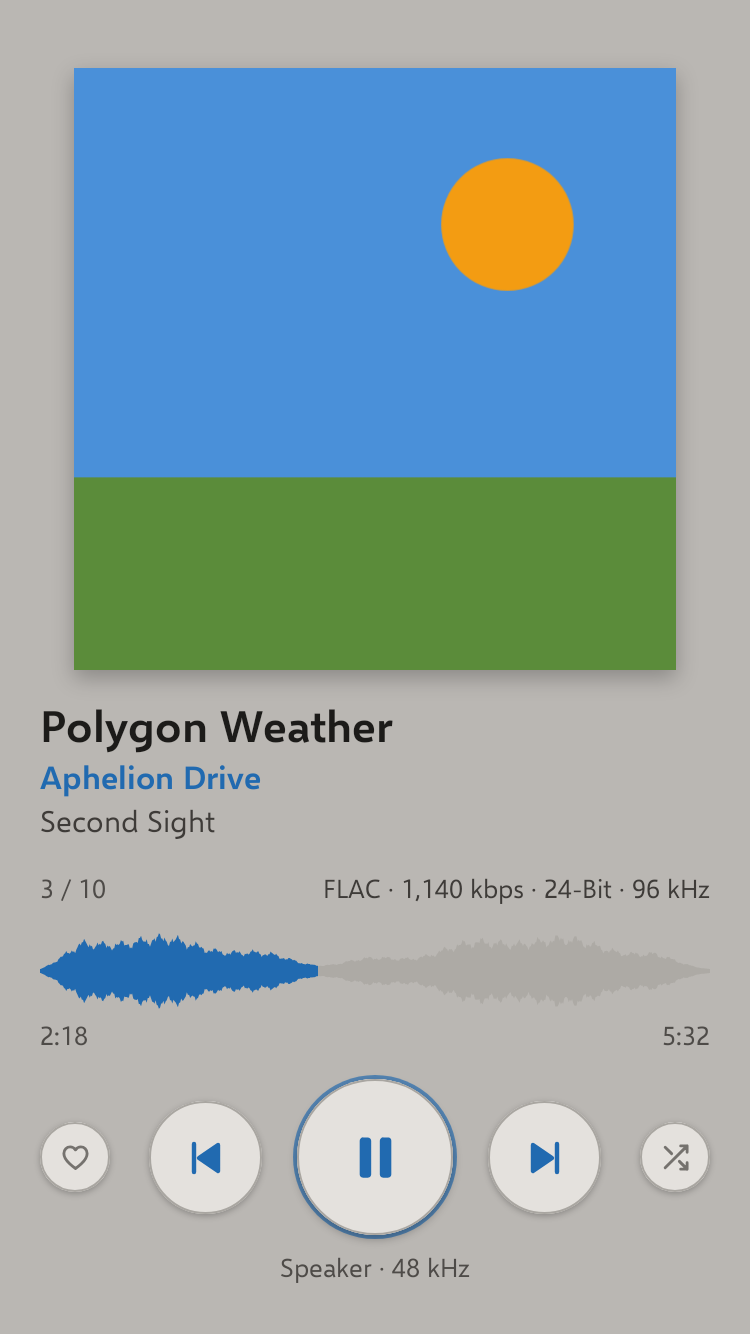 Polygon Weather
Aphelion Drive
Second Sight
3 / 10
FLAC · 1,140 kbps · 24-Bit · 96 kHz
2:18
5:32
Speaker · 48 kHz